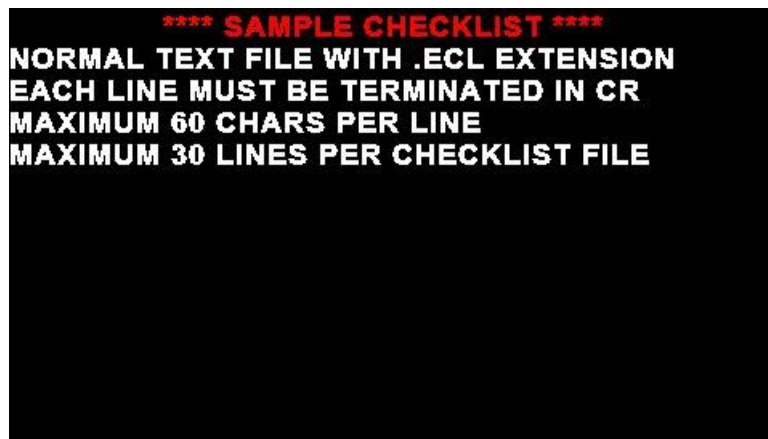 **** SAMPLE CHECKLIST ****
NORMAL TEXT FILE WITH .ECL EXTENSION
EACH LINE MUST BE TERMINATED IN CR
MAXIMUM 60 CHARS PER LINE
MAXIMUM 30 LINES PER CHECKLIST FILE